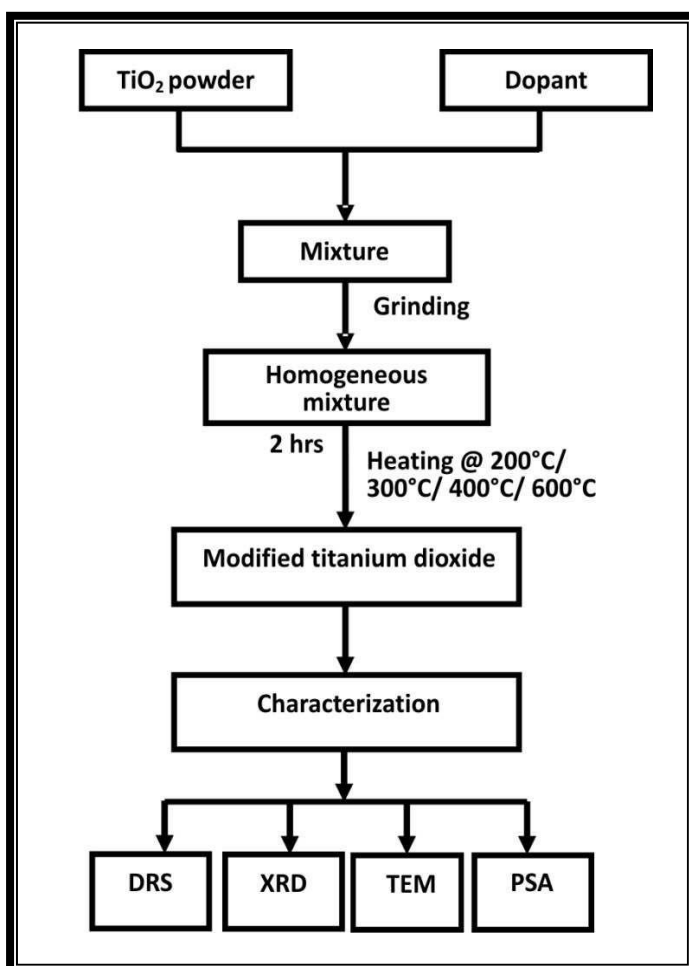 TiO₂ powder
Dopant
Mixture
Grinding
Homogeneous
mixture
2 hrs
Heating @ 200°C/
300°C/ 400°C/ 600°C
Modified titanium dioxide
Characterization
DRS
XRD
TEM
PSA